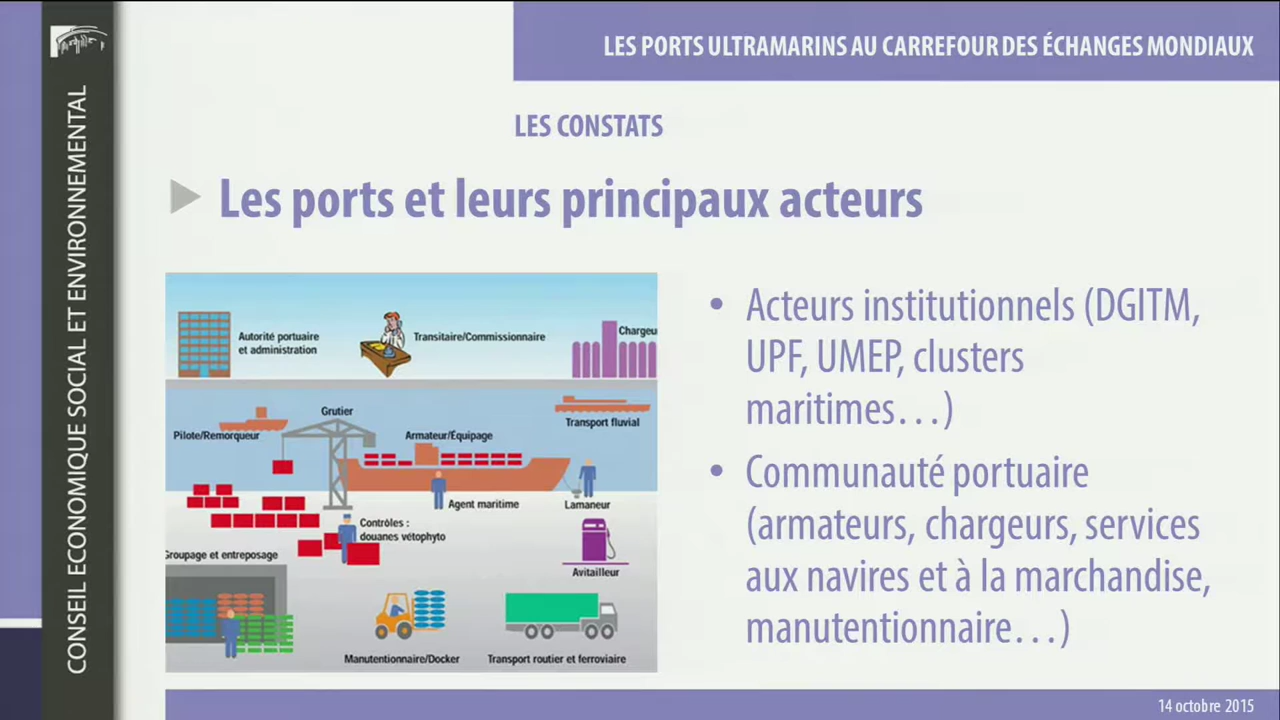 LES PORTS ULTRAMARINS AU CARREFOUR DES ÉCHANGES MONDIAUX
CONSEIL ECONOMIQUE SOCIAL ET ENVIRONNEMENTAL
LES CONSTATS
Les ports et leurs principaux acteurs
Autorité portuaire
et administration
Transitaire/Commissionnaire
Chargeu
Grutier
Pilote/Remorqueur
Armateur/Équipage
Transport fluvial
Agent maritime
Lamaneur
Contrôles :
douanes vétophyto
Groupage et entreposage
Avitailleur
Manutentionnaire/Docker
Transport routier et ferroviaire
• Acteurs institutionnels (DGITM,
UPF, UMEP, clusters
maritimes…)
• Communauté portuaire
(armateurs, chargeurs, services
aux navires et à la marchandise,
manutentionnaire…)
14 octobre 2015